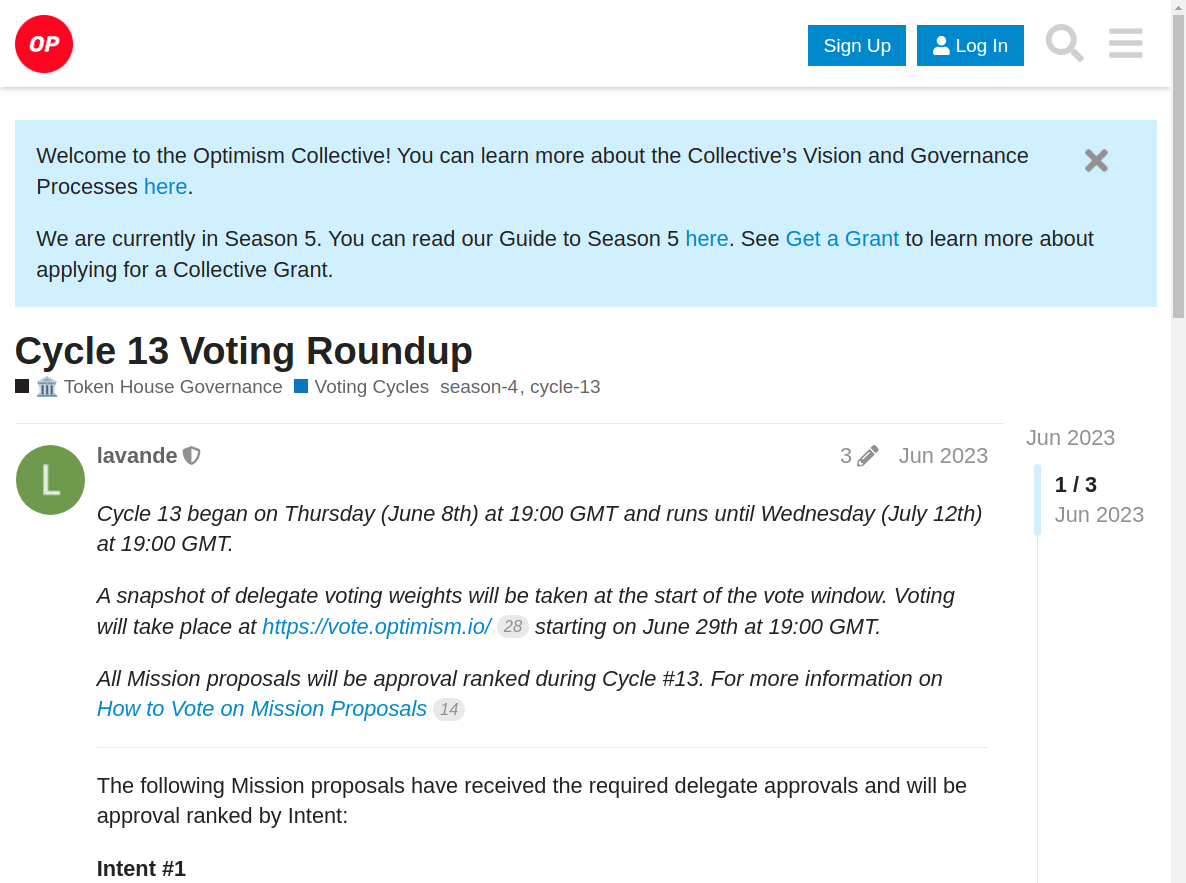 OP
Sign Up
Log In
Welcome to the Optimism Collective! You can learn more about the Collective’s Vision and Governance
Processes here.
We are currently in Season 5. You can read our Guide to Season 5 here. See Get a Grant to learn more about
applying for a Collective Grant.
Cycle 13 Voting Roundup
Token House Governance Voting Cycles season-4, cycle-13
Jun 2023
lavande 3 Jun 2023
L
1 / 3
Jun 2023
Cycle 13 began on Thursday (June 8th) at 19:00 GMT and runs until Wednesday (July 12th)
at 19:00 GMT.
A snapshot of delegate voting weights will be taken at the start of the vote window. Voting
will take place at https://vote.optimism.io/ 28 starting on June 29th at 19:00 GMT.
All Mission proposals will be approval ranked during Cycle #13. For more information on
How to Vote on Mission Proposals 14
The following Mission proposals have received the required delegate approvals and will be
approval ranked by Intent:
Intent #1